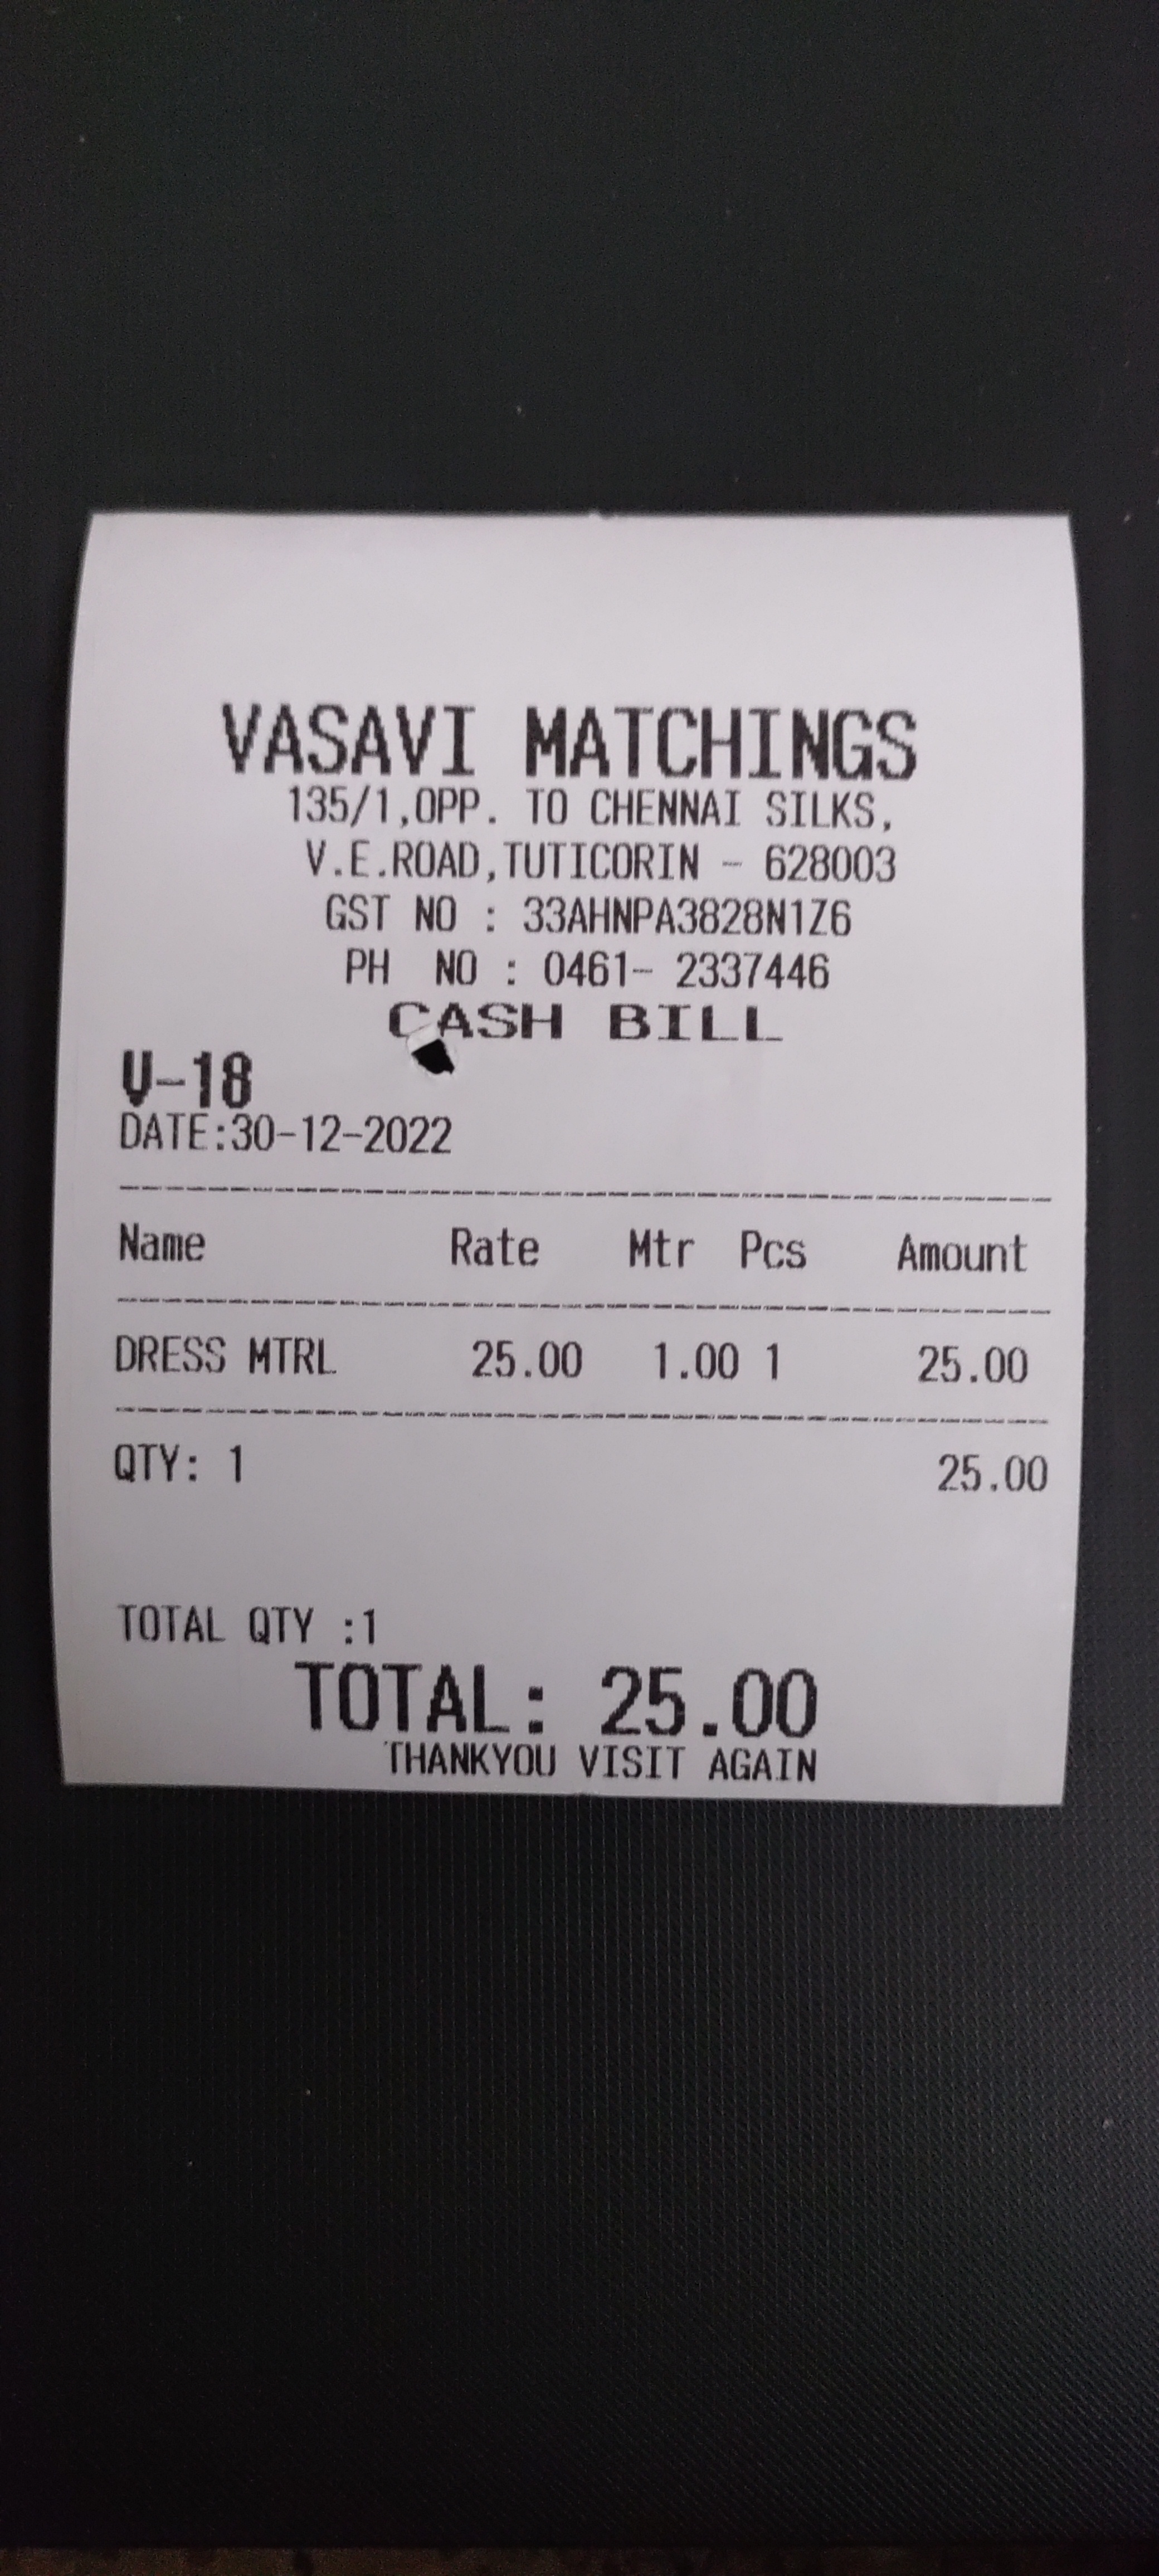 VASAVI MATCHINGS
135/1,OPP. TO CHENNAI SILKS,
V.E.ROAD,TUTICORIN - 628003
GST NO : 33AHNPA3828N1Z6
PH NO : 0461- 2337446
CASH BILL
V-18
DATE:30-12-2022
Name Rate Mtr Pcs Amount
DRESS MTRL 25.00 1.00 1 25.00
QTY: 1 25.00
TOTAL QTY :1
TOTAL: 25.00
THANKYOU VISIT AGAIN